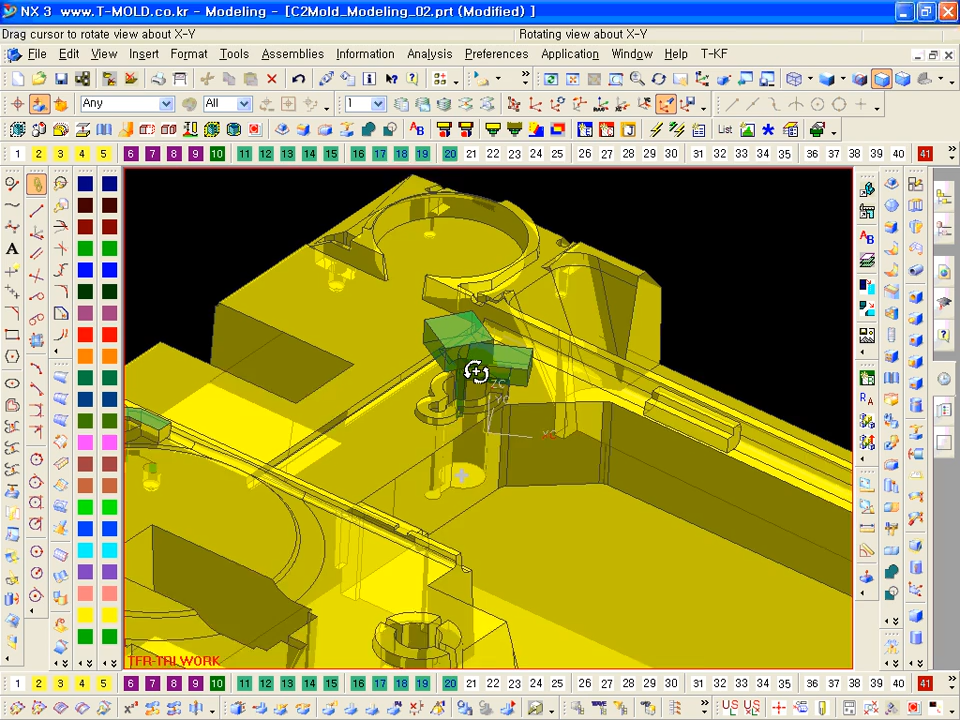 NX 3 www.T-MOLD.co.kr - Modeling - [C2Mold_Modeling_02.prt (Modified) ]
Drag cursor to rotate view about X-Y
Rotating view about X-Y
File Edit View Insert Format Tools Assemblies Information Analysis Preferences Application Window Help T-KF
Any All 1
List
1 2 3 4 5 6 7 8 9 10 11 12 13 14 15 16 17 18 19 20 21 22 23 24 25 26 27 28 29 30 31 32 33 34 35 37 38 39 40 41
ZC
YC
XC
TFR-TRI WORK
1 2 3 4 5 6 7 8 9 10 11 12 13 14 15 16 17 18 19 20 21 22 23 24 25 26 27 28 29 30 31 32 33 34 35 37 38 39 40 41